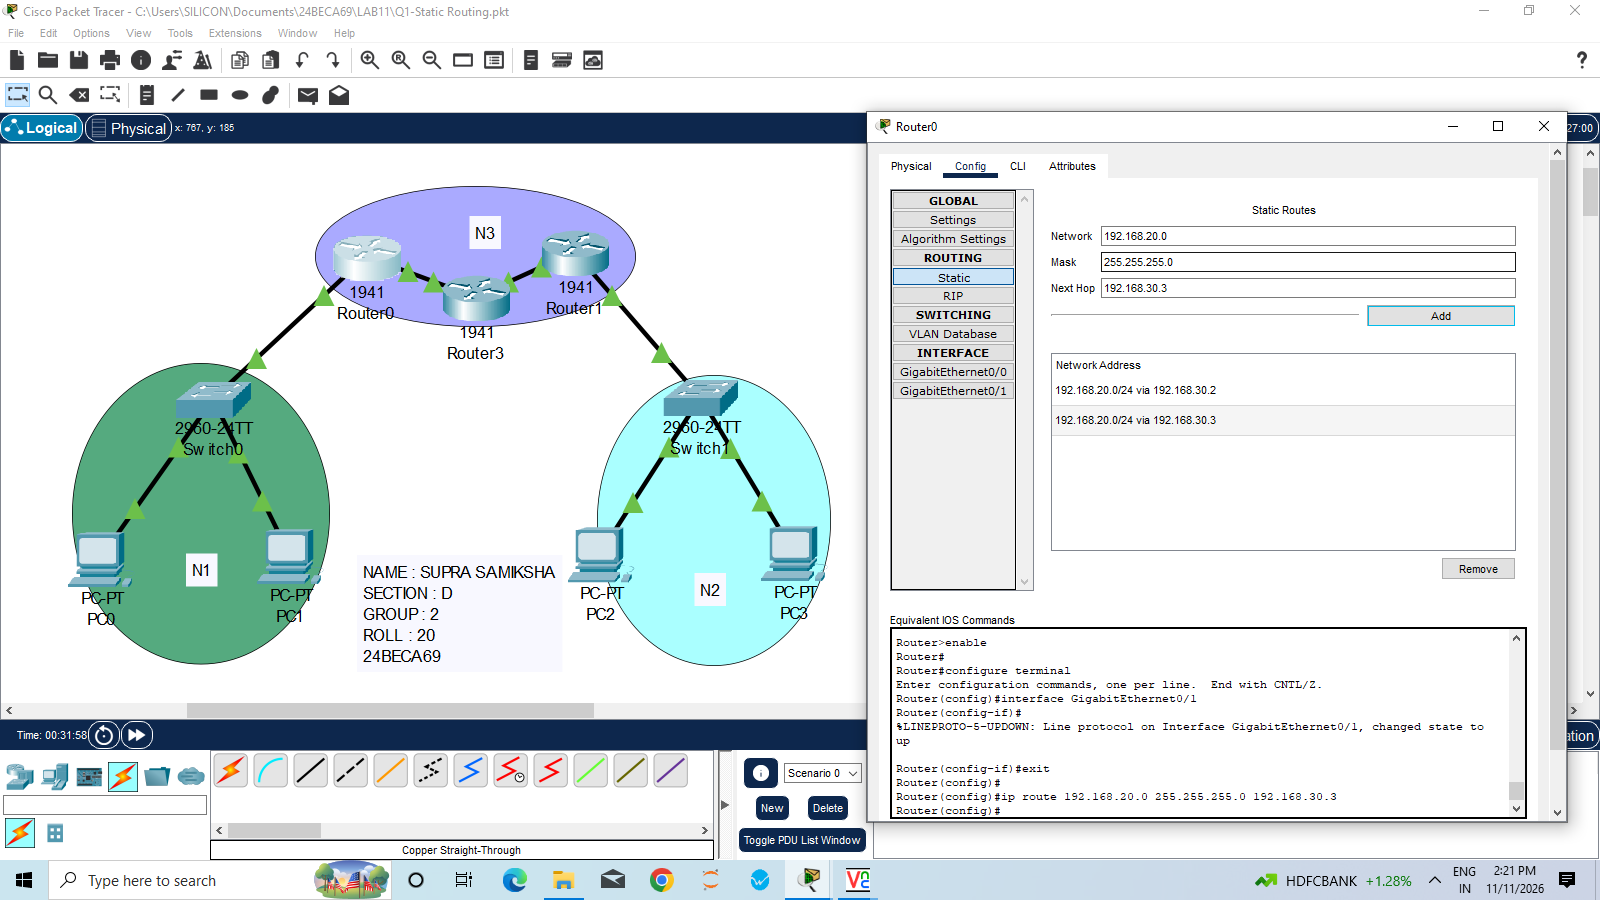 Cisco Packet Tracer - C:\Users\SILICON\Documents\24BECA69\LAB11\Q1-Static Routing.pkt
File Edit Options View Tools Extensions Window Help
Logical Physical x: 767, y: 185
27:00
N3
1941
Router0
1941
Router3
1941
Router1
2960-24TT
Switch0
2960-24TT
Switch1
N1
PC-PT
PC0
PC-PT
PC1
NAME : SUPRA SAMIKSHA
SECTION : D
GROUP : 2
ROLL : 20
24BECA69
PC-PT
PC2
N2
PC-PT
PC3
Router0
Physical Config CLI Attributes
GLOBAL
Settings
Algorithm Settings
ROUTING
Static
RIP
SWITCHING
VLAN Database
INTERFACE
GigabitEthernet0/0
GigabitEthernet0/1
Static Routes
Network 192.168.20.0
Mask 255.255.255.0
Next Hop 192.168.30.3
Add
Network Address
192.168.20.0/24 via 192.168.30.2
192.168.20.0/24 via 192.168.30.3
Remove
Equivalent IOS Commands
Router>enable
Router#
Router#configure terminal
Enter configuration commands, one per line. End with CNTL/Z.
Router(config)#interface GigabitEthernet0/1
Router(config-if)#
%LINEPROTO-5-UPDOWN: Line protocol on Interface GigabitEthernet0/1, changed state to
up
Router(config-if)#exit
Router(config)#
Router(config)#ip route 192.168.20.0 255.255.255.0 192.168.30.3
Router(config)#
Time: 00:31:58
ation
Scenario 0
New Delete
Toggle PDU List Window
Copper Straight-Through
Type here to search
HDFCBANK +1.28%
ENG
IN
2:21 PM
11/11/2026